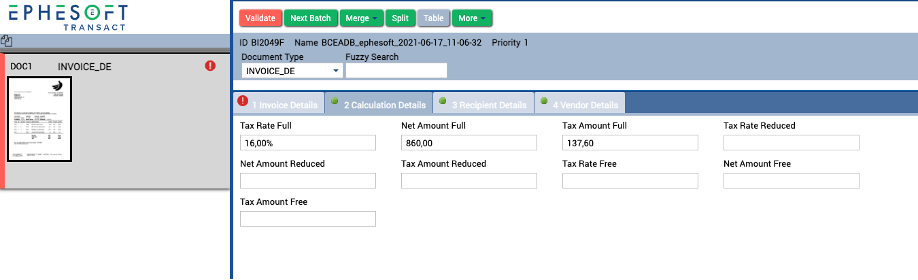 EPHESOFT
TRANSACT
DOC1 INVOICE_DE
Validate Next Batch Merge Split Table More
ID BI2049F Name BCEADB_ephesoft_2021-06-17_11-06-32 Priority 1
Document Type Fuzzy Search
INVOICE_DE
1 Invoice Details 2 Calculation Details 3 Recipient Details 4 Vendor Details
Tax Rate Full Net Amount Full Tax Amount Full Tax Rate Reduced
16,00% 860,00 137,60
Net Amount Reduced Tax Amount Reduced Tax Rate Free Net Amount Free
Tax Amount Free